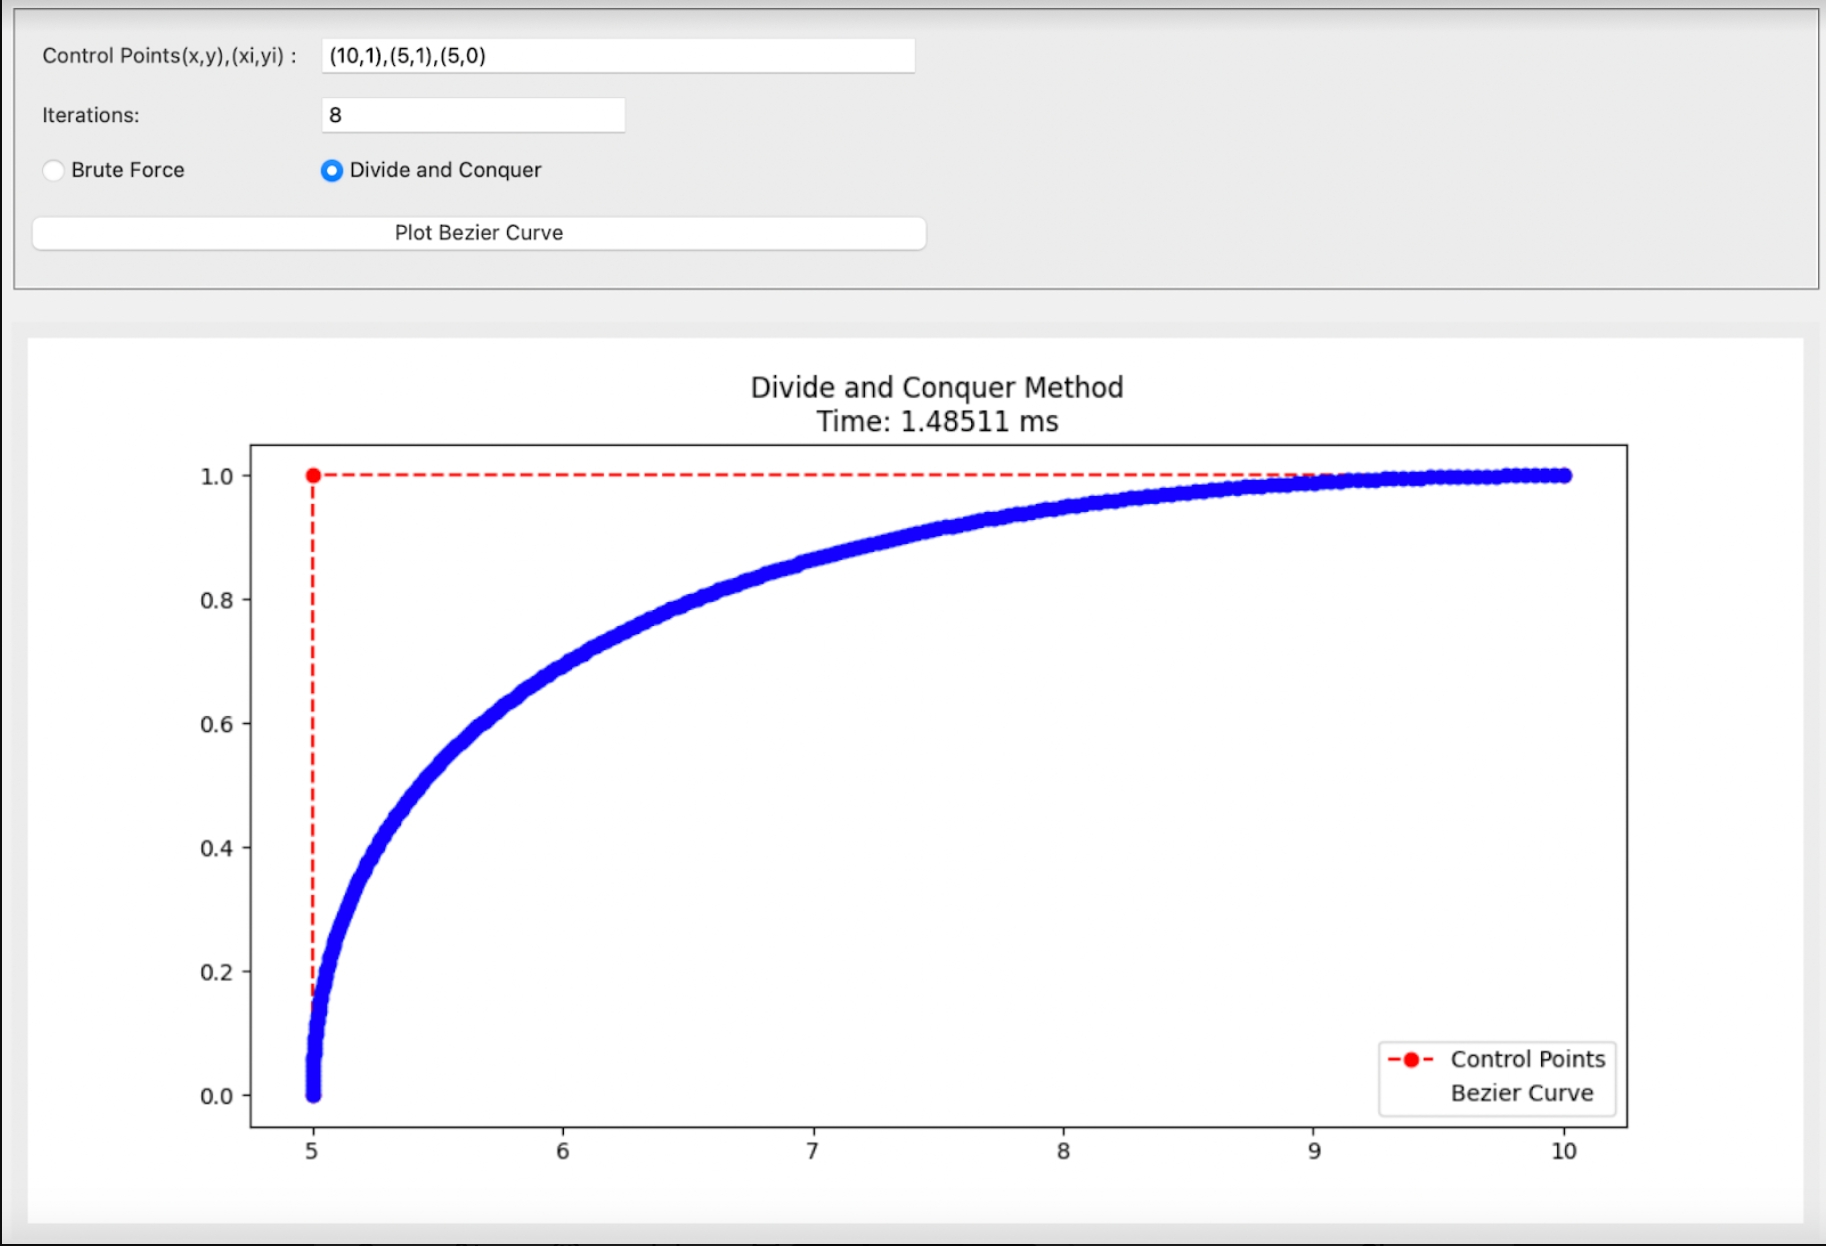 Control Points(x,y),(xi,yi) : (10,1),(5,1),(5,0)
Iterations: 8
Brute Force Divide and Conquer
Plot Bezier Curve
Divide and Conquer Method
Time: 1.48511 ms
1.0
0.8
0.6
0.4
0.2
0.0
Control Points
Bezier Curve
5 6 7 8 9 10